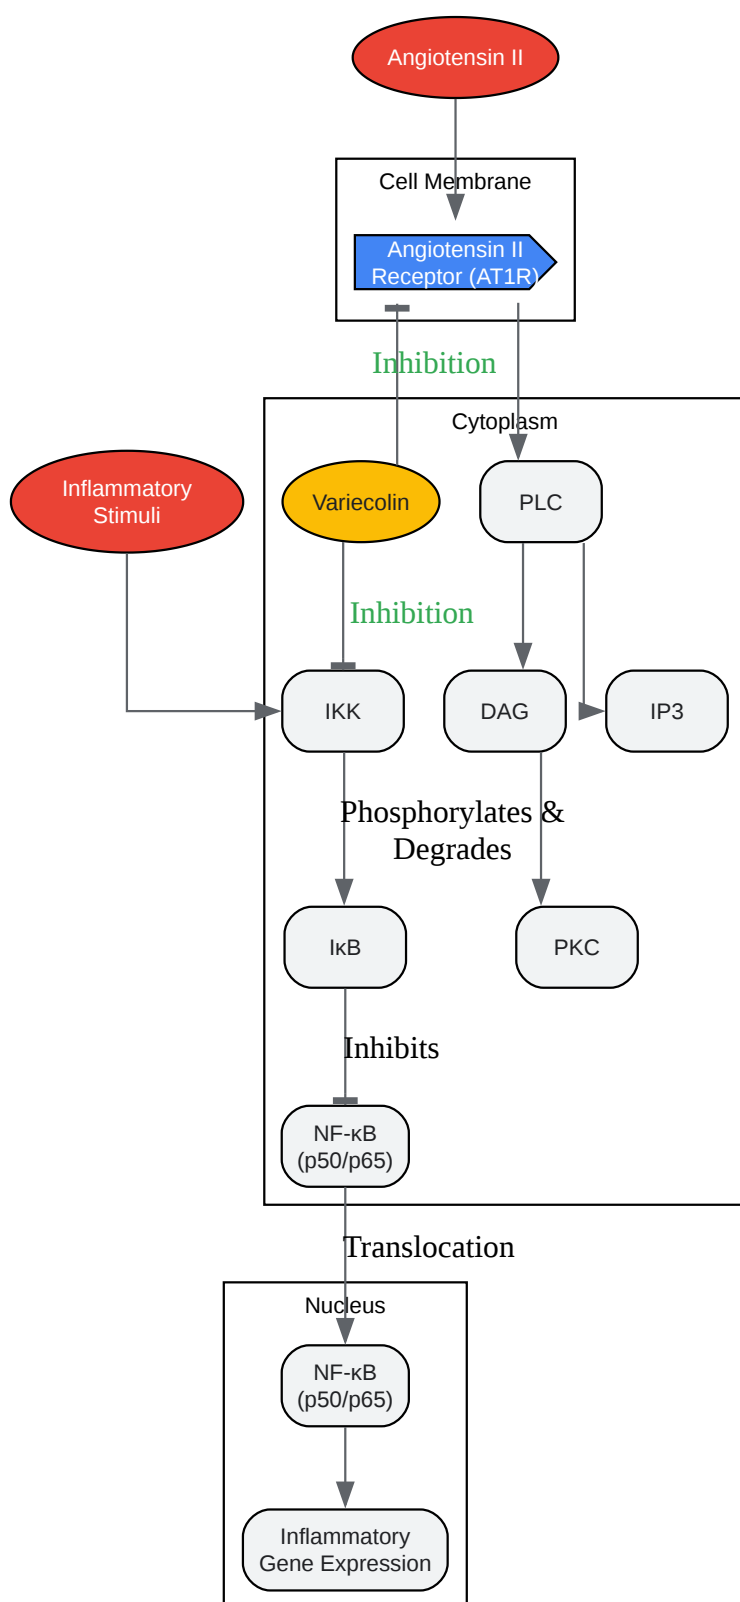 Angiotensin II
Cell Membrane
Angiotensin II
Receptor (AT1R)
Inhibition
Cytoplasm
Inflammatory
Stimuli
Variecolin
PLC
Inhibition
IKK
DAG
IP3
Phosphorylates &
Degrades
IκB
PKC
Inhibits
NF-κB
(p50/p65)
Translocation
Nucleus
NF-κB
(p50/p65)
Inflammatory
Gene Expression